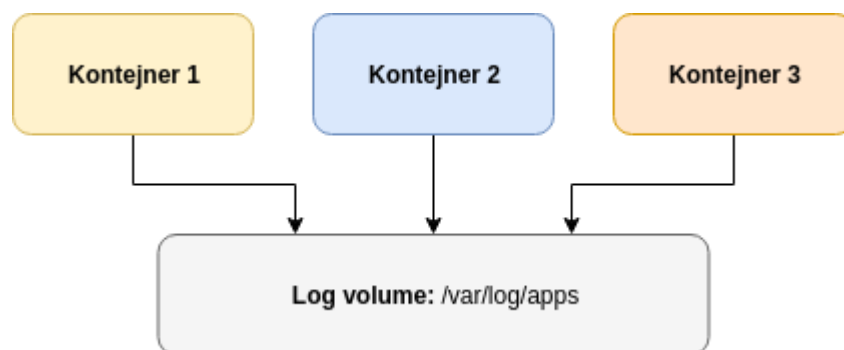 Kontejner 1
Kontejner 2
Kontejner 3
Log volume: /var/log/apps